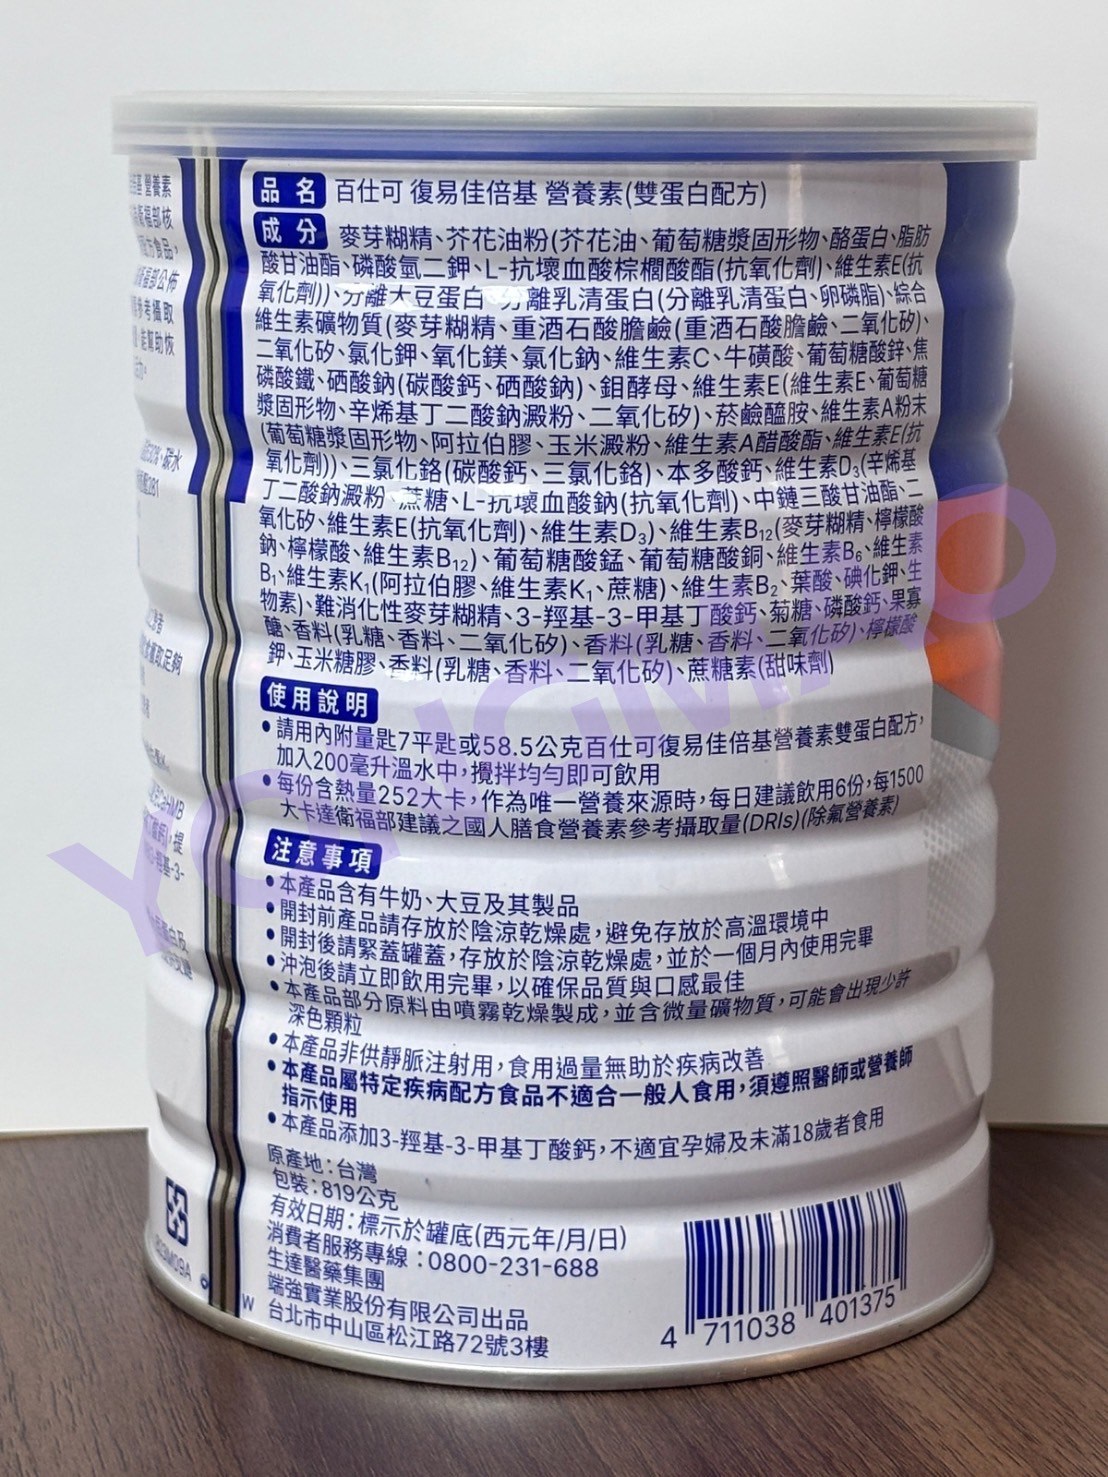 品名 百仕可 復易佳倍基 營養素(雙蛋白配方)
成分 麥芽糊精、芥花油粉(芥花油、葡萄糖漿固形物、酪蛋白、脂肪
酸甘油酯、磷酸氫二鉀、L-抗壞血酸棕櫚酸酯(抗氧化劑)、維生素E(抗
氧化劑))、分離大豆蛋白、分離乳清蛋白(分離乳清蛋白、卵磷脂)、綜合
維生素礦物質(麥芽糊精、重酒石酸膽鹼(重酒石酸膽鹼、二氧化矽)、
二氧化矽、氯化鉀、氧化鎂、氯化鈉、維生素C、牛磺酸、葡萄糖酸鋅、焦
磷酸鐵、硒酸鈉(碳酸鈣、硒酸鈉)、鉬酵母、維生素E(維生素E、葡萄糖
漿固形物、辛烯基丁二酸鈉澱粉、二氧化矽)、菸鹼醯胺、維生素A粉末
(葡萄糖漿固形物、阿拉伯膠、玉米澱粉、維生素A醋酸酯、維生素E(抗
氧化劑))、三氯化鉻(碳酸鈣、三氯化鉻)、本多酸鈣、維生素D₃(辛烯基
丁二酸鈉澱粉、蔗糖、L-抗壞血酸鈉(抗氧化劑)、中鏈三酸甘油酯、二
氧化矽、維生素E(抗氧化劑)、維生素D₃)、維生素B₁₂(麥芽糊精、檸檬酸
鈉、檸檬酸、維生素B₁₂)、葡萄糖酸錳、葡萄糖酸銅、維生素B₆、維生素
B₁、維生素K₁(阿拉伯膠、維生素K₁、蔗糖)、維生素B₂、葉酸、碘化鉀、生
物素)、難消化性麥芽糊精、3-羥基-3-甲基丁酸鈣、菊糖、磷酸鈣、果寡
醣、香料(乳糖、香料、二氧化矽)、香料(乳糖、香料、二氧化矽)、檸檬酸
鉀、玉米糖膠、香料(乳糖、香料、二氧化矽)、蔗糖素(甜味劑)
使用說明
•請用內附量匙7平匙或58.5公克百仕可復易佳倍基營養素雙蛋白配方，
加入200毫升溫水中，攪拌均勻即可飲用
•每份含熱量252大卡，作為唯一營養來源時，每日建議飲用6份，每1500
大卡達衛福部建議之國人膳食營養素參考攝取量(DRIs)(除氟營養素)
注意事項
•本產品含有牛奶、大豆及其製品
•開封前產品請存放於陰涼乾燥處，避免存放於高溫環境中
•開封後請緊蓋罐蓋，存放於陰涼乾燥處，並於一個月內使用完畢
•沖泡後請立即飲用完畢，以確保品質與口感最佳
•本產品部分原料由噴霧乾燥製成，並含微量礦物質，可能會出現少許
深色顆粒
•本產品非供靜脈注射用，食用過量無助於疾病改善
•本產品屬特定疾病配方食品不適合一般人食用，須遵照醫師或營養師
指示使用
•本產品添加3-羥基-3-甲基丁酸鈣，不適宜孕婦及未滿18歲者食用
原產地：台灣
包裝：819公克
有效日期：標示於罐底(西元年/月/日)
消費者服務專線：0800-231-688
生達醫藥集團
端強實業股份有限公司出品
台北市中山區松江路72號3樓
4 711038 401375
W